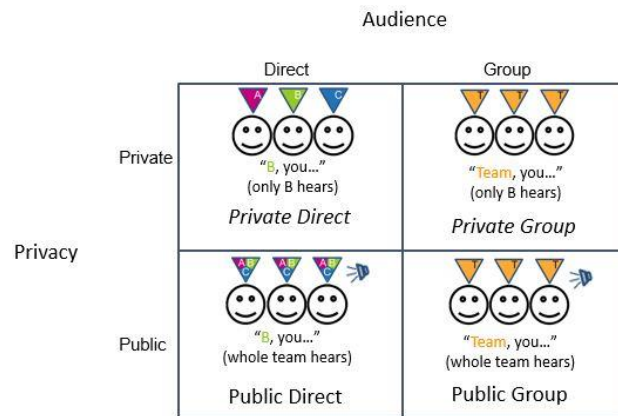 Audience
Direct
Group
A B C
T T T
Private
"B, you…"
(only B hears)
Private Direct
"Team, you…"
(only B hears)
Private Group
Privacy
A B C A B C A B C
T T T
Public
"B, you…"
(whole team hears)
Public Direct
"Team, you…"
(whole team hears)
Public Group